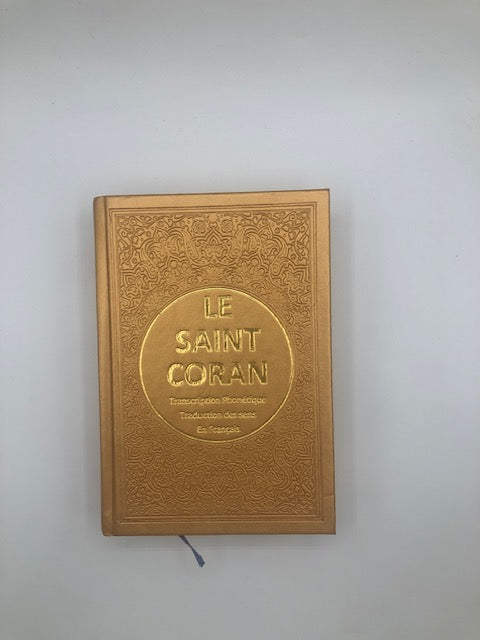 LE
SAINT
CORAN
Transcription Phonétique
Traduction des sens
En Français